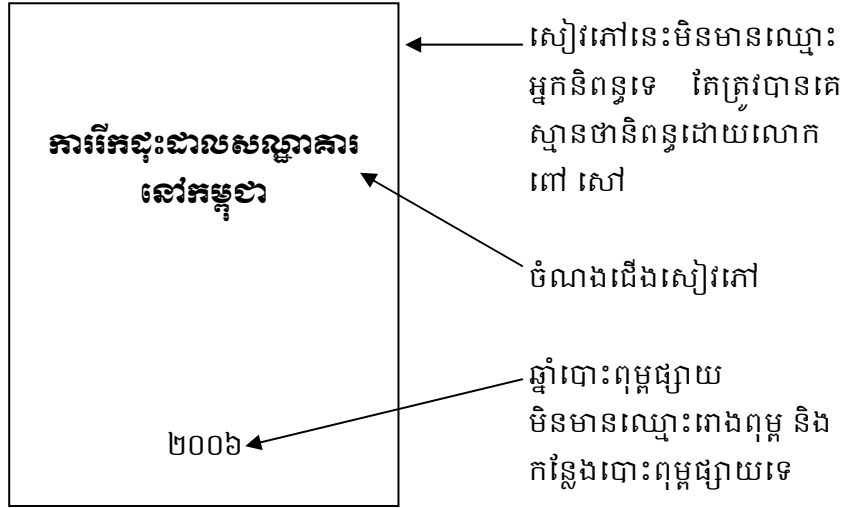 សៀវភៅនេះមិនមានឈ្មោះ
អ្នកនិពន្ធទេ តែត្រូវបានគេ
ស្មានថានិពន្ធដោយលោក
ពៅ សៅ
ការរីកដុះដាលសណ្ឋាគារ
នៅកម្ពុជា
ចំណងជើងសៀវភៅ
ឆ្នាំបោះពុម្ពផ្សាយ
មិនមានឈ្មោះរោងពុម្ព និង
កន្លែងបោះពុម្ពផ្សាយទេ
២០០៦